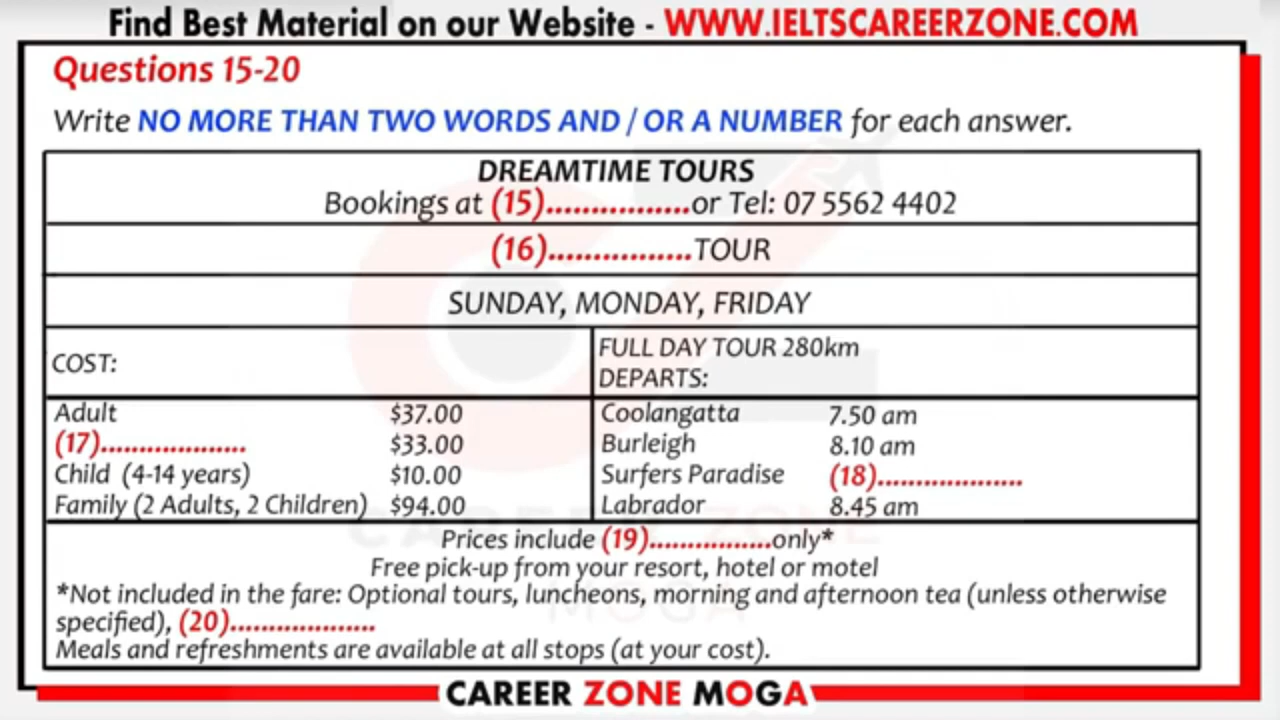 Find Best Material on our Website - WWW.IELTSCAREERZONE.COM
Questions 15-20
Write NO MORE THAN TWO WORDS AND / OR A NUMBER for each answer.
DREAMTIME TOURS
Bookings at (15)................or Tel: 07 5562 4402
(16)................TOUR
SUNDAY, MONDAY, FRIDAY
COST:
FULL DAY TOUR 280km
DEPARTS:
Adult $37.00
(17)................ $33.00
Child (4-14 years) $10.00
Family (2 Adults, 2 Children) $94.00
Coolangatta 7.50 am
Burleigh 8.10 am
Surfers Paradise (18)................
Labrador 8.45 am
Prices include (19)..............only*
Free pick-up from your resort, hotel or motel
*Not included in the fare: Optional tours, luncheons, morning and afternoon tea (unless otherwise
specified), (20)................
Meals and refreshments are available at all stops (at your cost).
CAREER ZONE MOGA